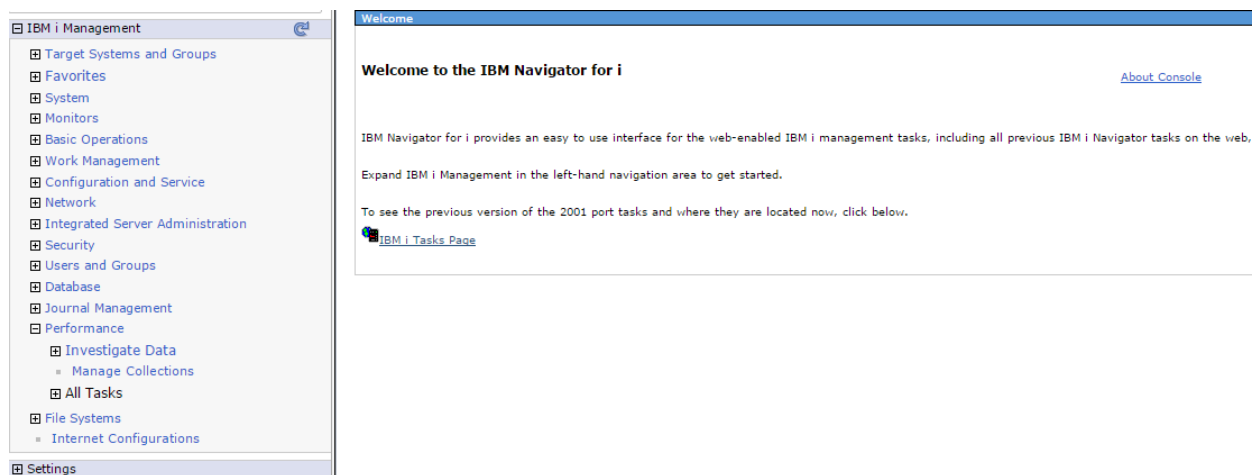 IBM i Management
Target Systems and Groups
Favorites
System
Monitors
Basic Operations
Work Management
Configuration and Service
Network
Integrated Server Administration
Security
Users and Groups
Database
Journal Management
Performance
Investigate Data
Manage Collections
All Tasks
File Systems
Internet Configurations
Settings
Welcome
Welcome to the IBM Navigator for i
About Console
IBM Navigator for i provides an easy to use interface for the web-enabled IBM i management tasks, including all previous IBM i Navigator tasks on the web,
Expand IBM i Management in the left-hand navigation area to get started.
To see the previous version of the 2001 port tasks and where they are located now, click below.
IBM i Tasks Page